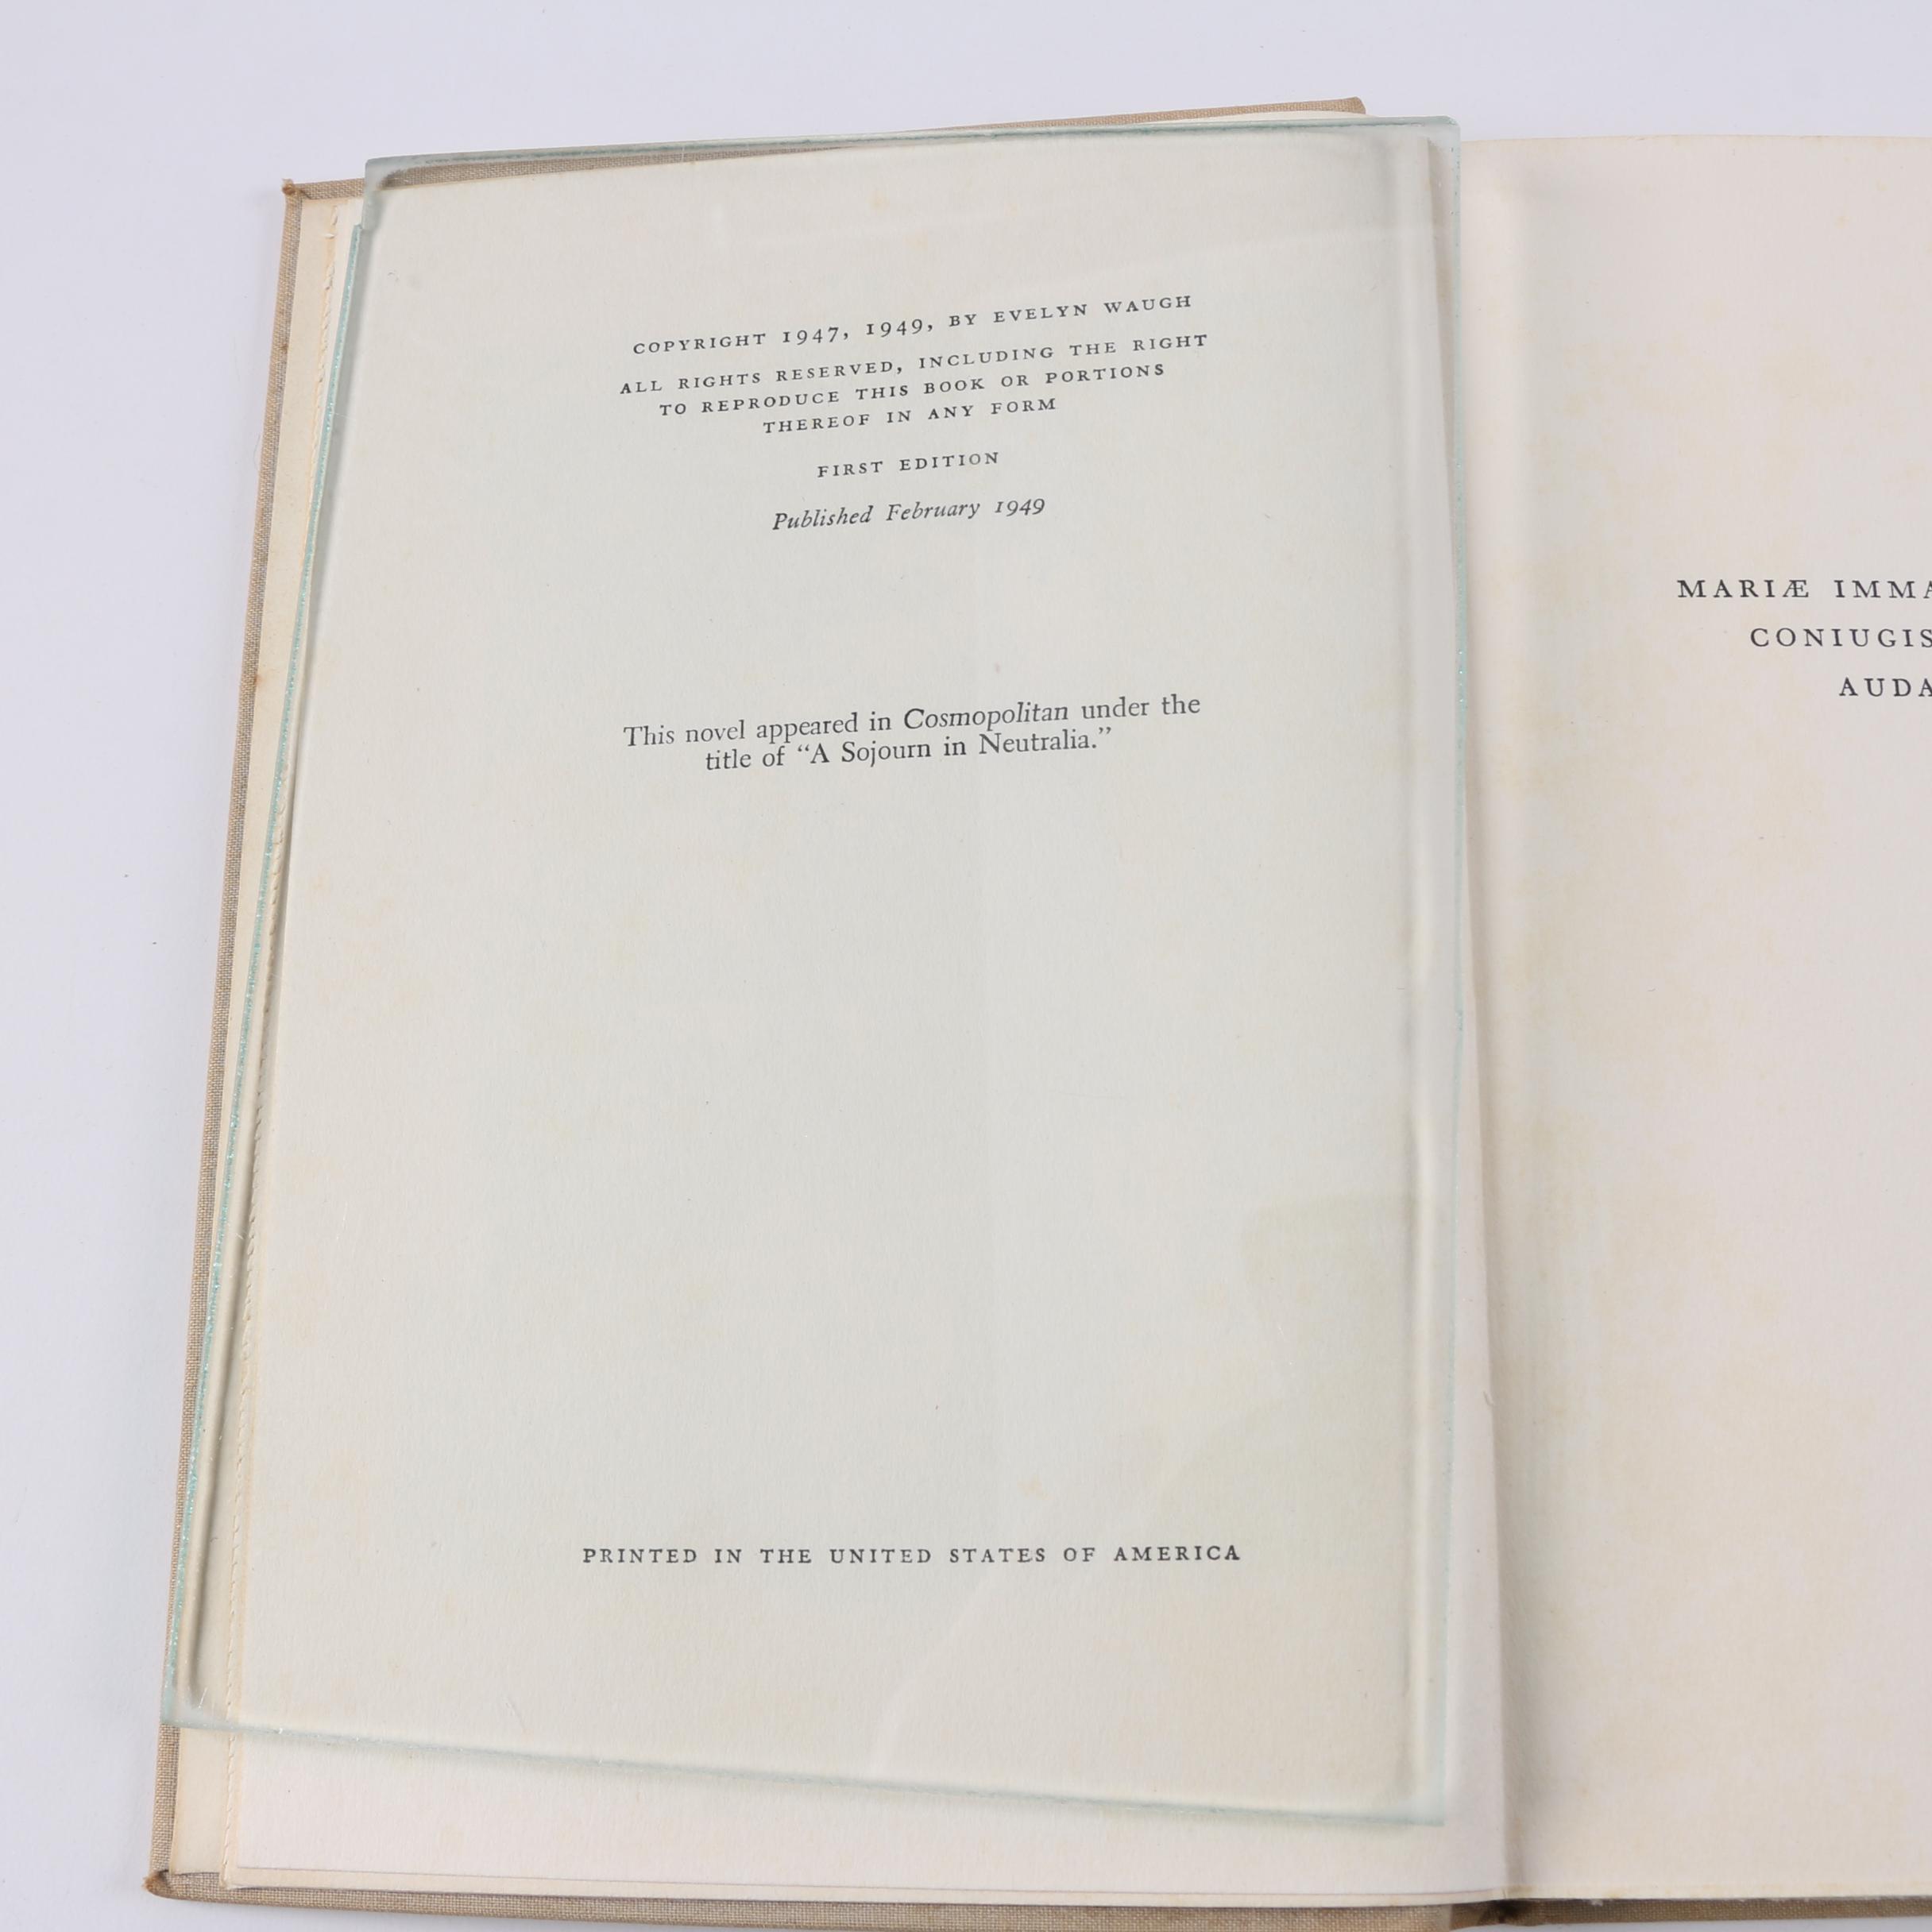 COPYRIGHT 1947, 1949, BY EVELYN WAUGH
ALL RIGHTS RESERVED, INCLUDING THE RIGHT
TO REPRODUCE THIS BOOK OR PORTIONS
THEREOF IN ANY FORM
FIRST EDITION
Published February 1949
This novel appeared in Cosmopolitan under the
title of “A Sojourn in Neutralia.”
PRINTED IN THE UNITED STATES OF AMERICA
MARIÆ
CONIUGIS